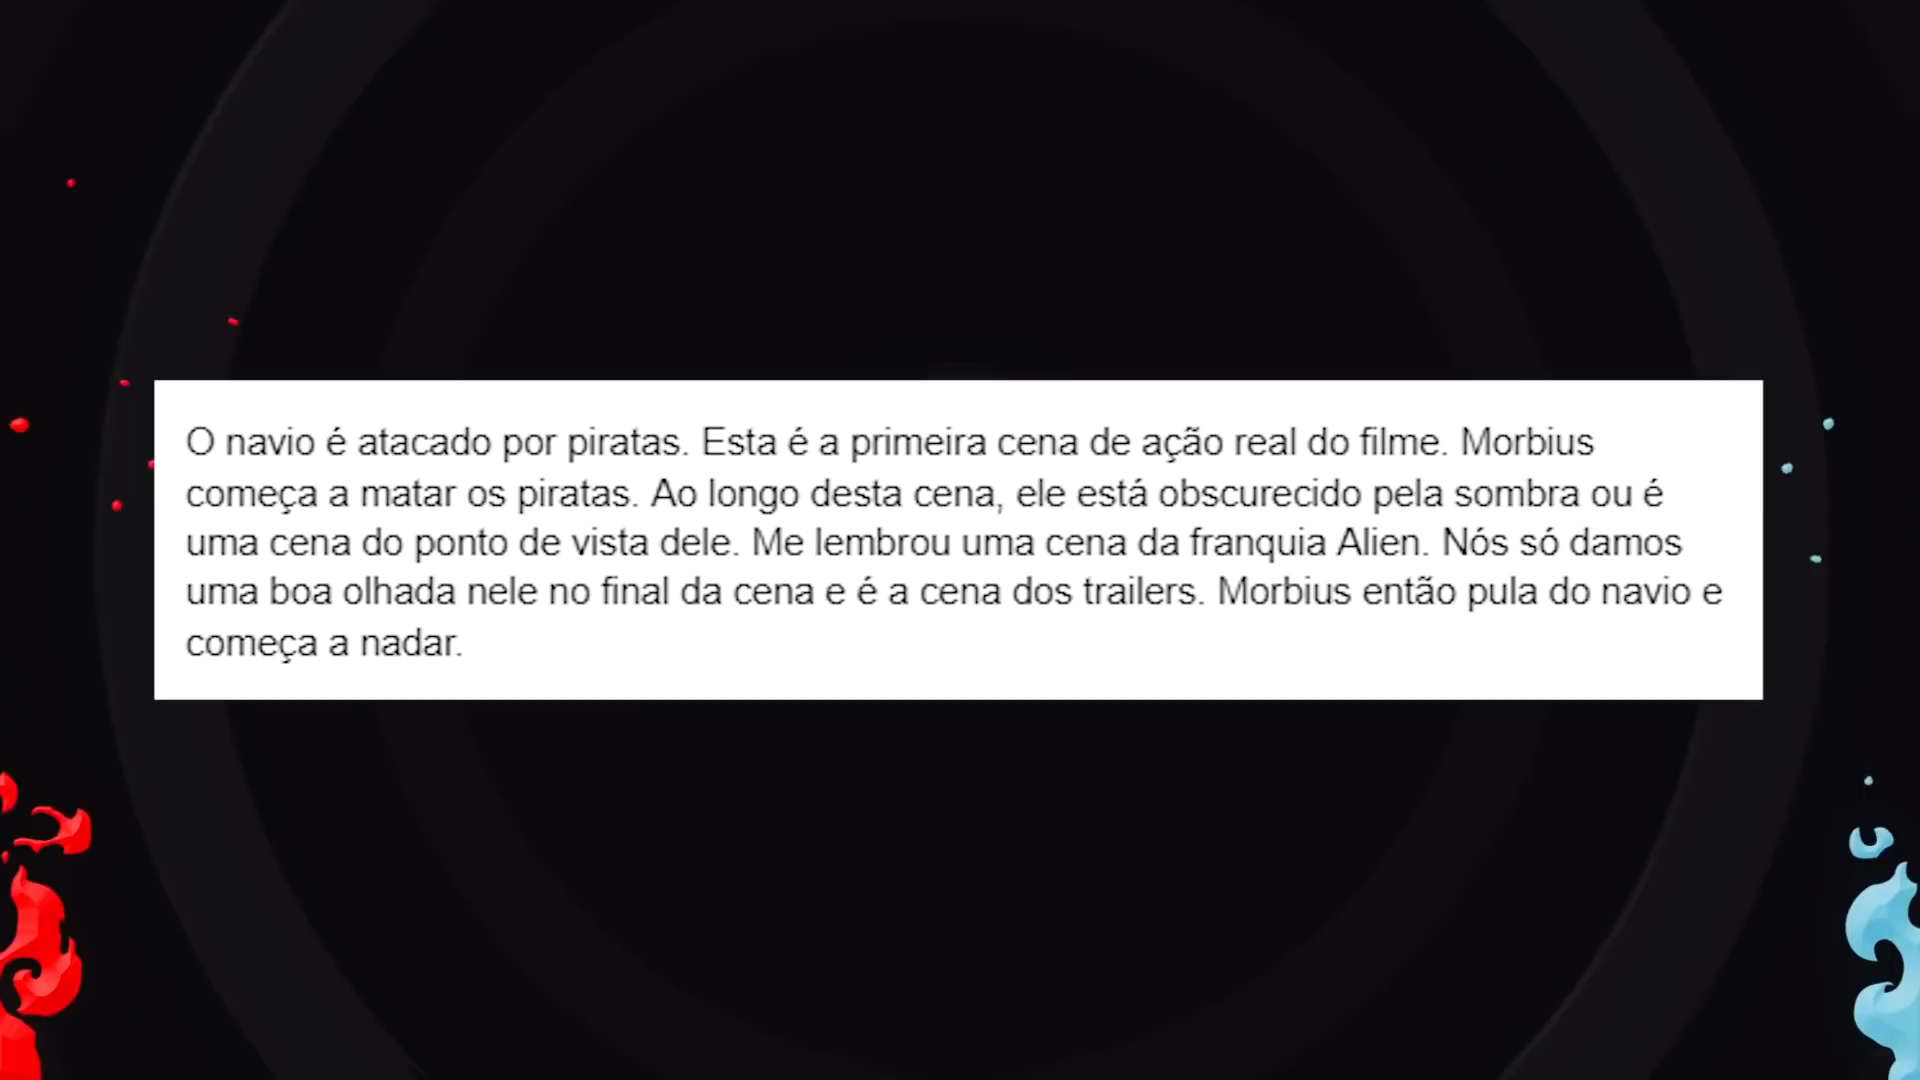 O navio é atacado por piratas. Esta é a primeira cena de ação real do filme. Morbius
começa a matar os piratas. Ao longo desta cena, ele está obscurecido pela sombra ou é
uma cena do ponto de vista dele. Me lembrou uma cena da franquia Alien. Nós só damos
uma boa olhada nele no final da cena e é a cena dos trailers. Morbius então pula do navio e
começa a nadar.